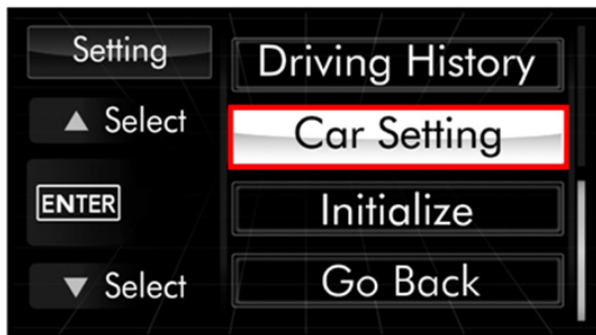 Setting
▲ Select
ENTER
▼ Select
Driving History
Car Setting
Initialize
Go Back